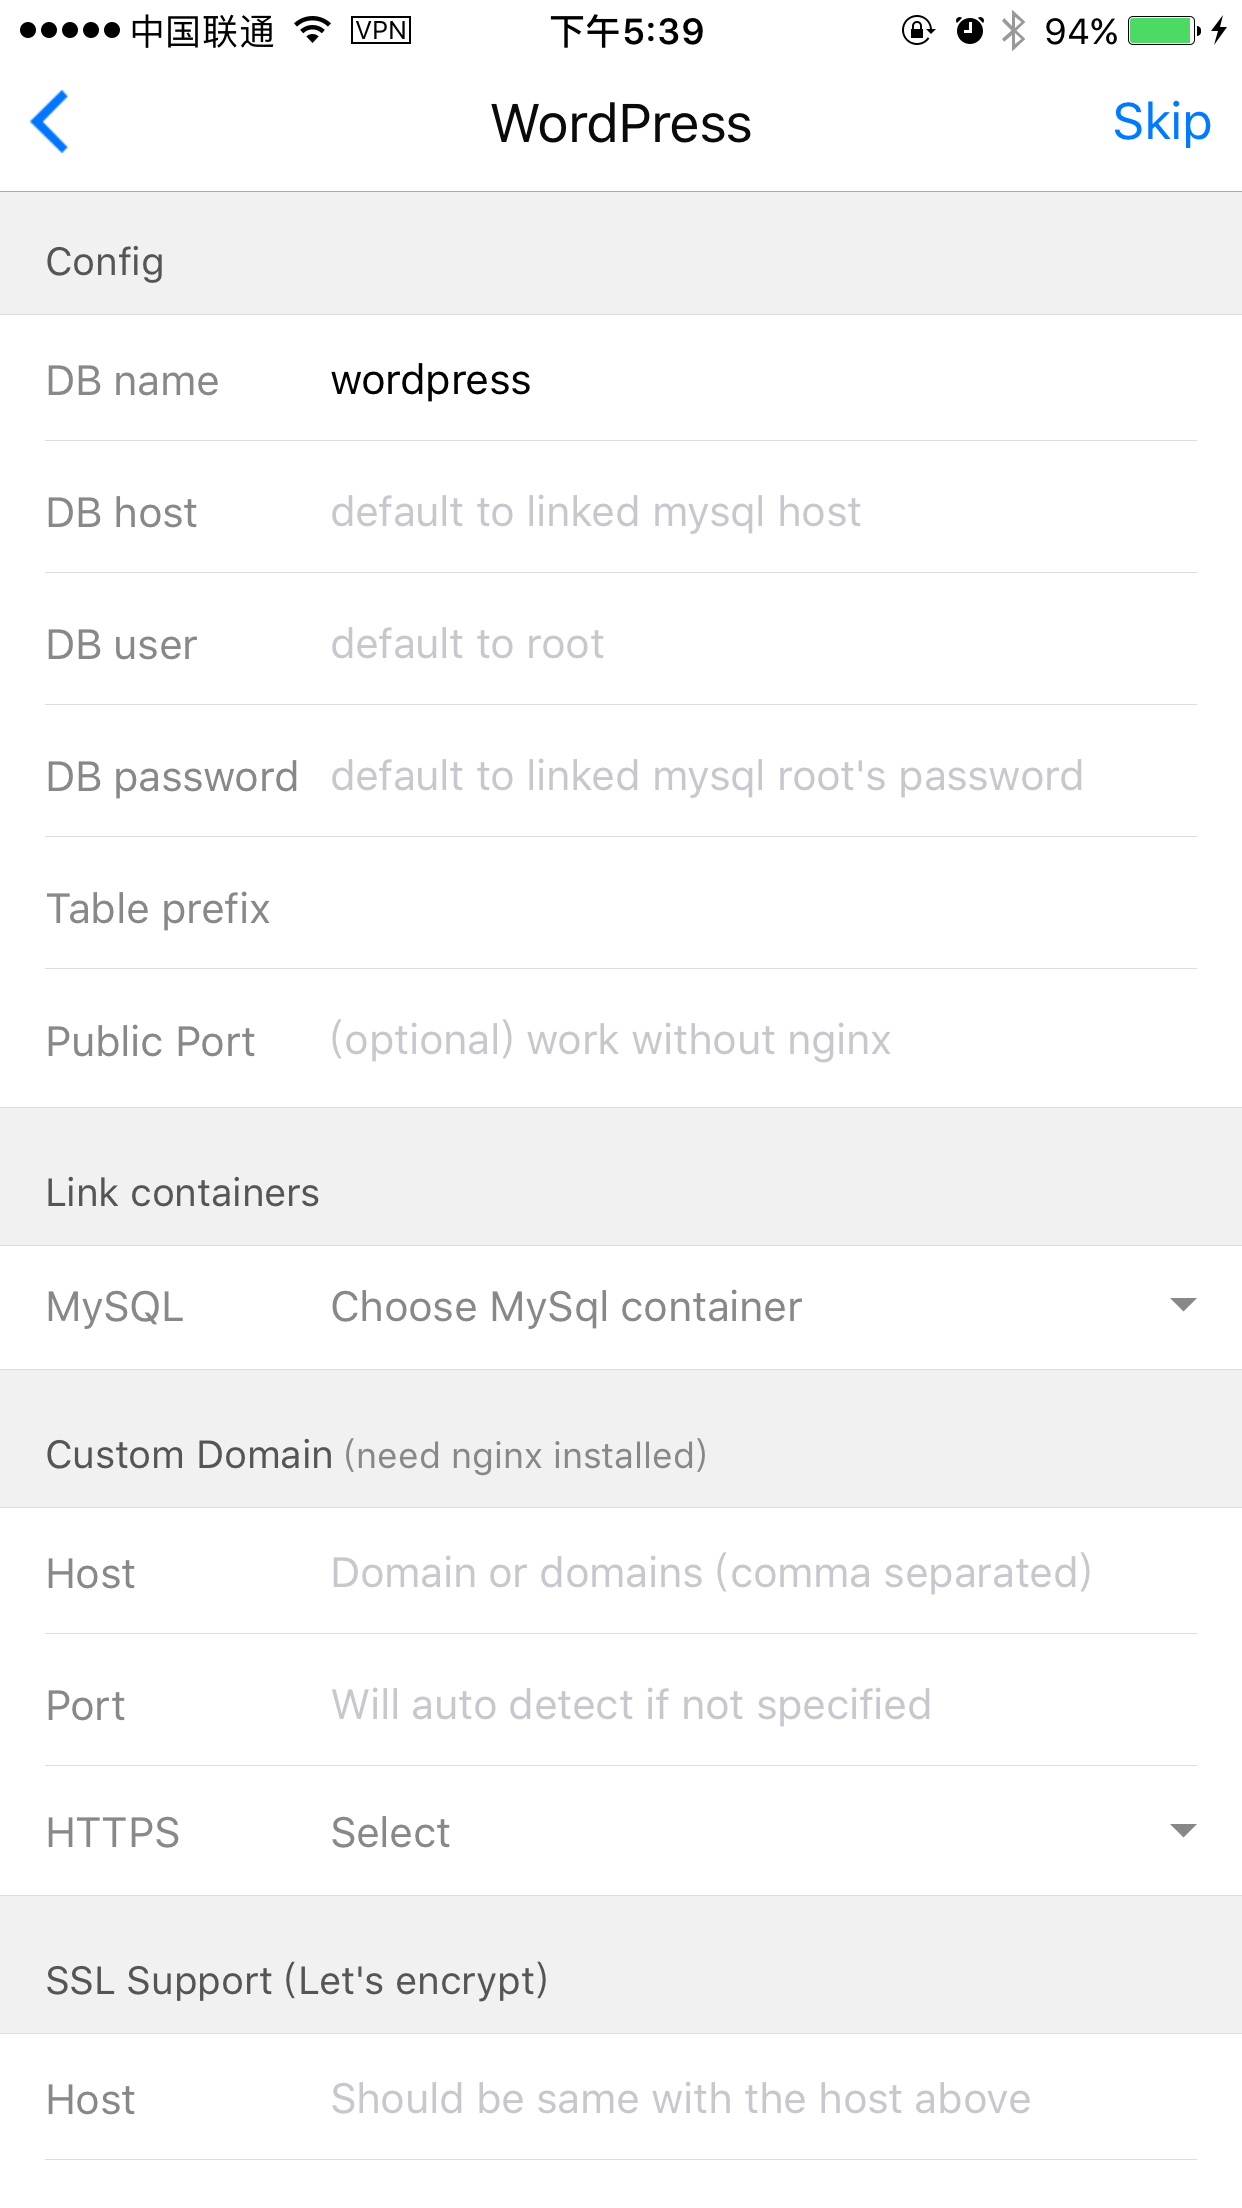 中国联通 VPN 下午5:39 94%
WordPress Skip
Config
DB name wordpress
DB host default to linked mysql host
DB user default to root
DB password default to linked mysql root's password
Table prefix
Public Port (optional) work without nginx
Link containers
MySQL Choose MySql container
Custom Domain (need nginx installed)
Host Domain or domains (comma separated)
Port Will auto detect if not specified
HTTPS Select
SSL Support (Let's encrypt)
Host Should be same with the host above